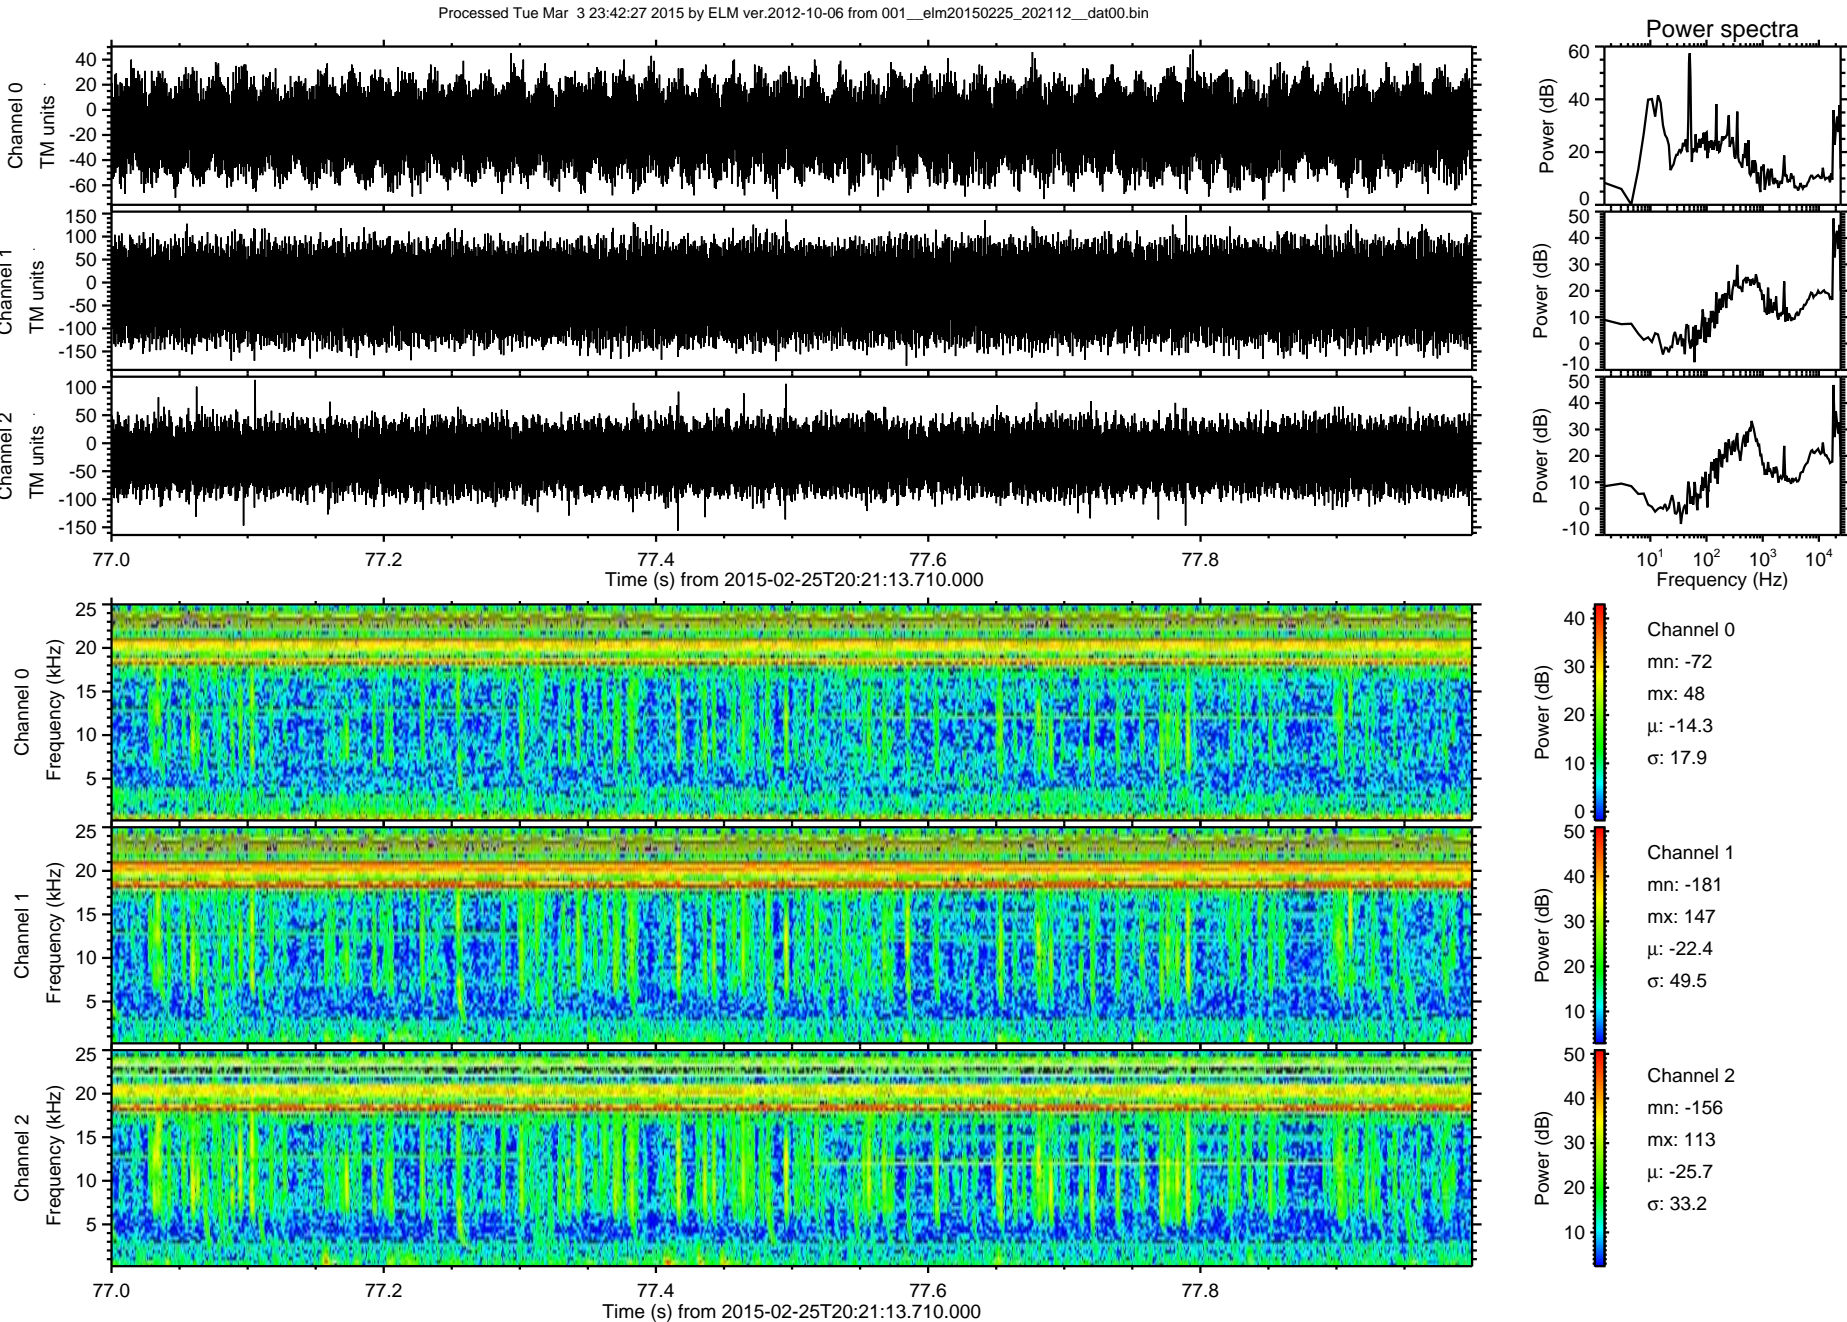 Processed Tue Mar 3 23:42:27 2015 by ELM ver.2012-10-06 from 001__elm20150225_202112__dat00.bin
Power spectra
Channel 0
TM units
40
20
0
-20
-40
-60
Power (dB)
60
40
20
0
Channel 1
TM units
150
100
50
0
-50
-100
-150
Power (dB)
50
40
30
20
10
0
-10
Channel 2
TM units
100
50
0
-50
-100
-150
Power (dB)
50
40
30
20
10
0
-10
77.0 77.2 77.4 77.6 77.8
Time (s) from 2015-02-25T20:21:13.710.000
10^1 10^2 10^3 10^4
Frequency (Hz)
Channel 0
Frequency (kHz)
25
20
15
10
5
Power (dB)
40
30
20
10
0
Channel 0
mn: -72
mx: 48
μ: -14.3
σ: 17.9
Channel 1
Frequency (kHz)
25
20
15
10
5
Power (dB)
50
40
30
20
10
Channel 1
mn: -181
mx: 147
μ: -22.4
σ: 49.5
Channel 2
Frequency (kHz)
25
20
15
10
5
Power (dB)
50
40
30
20
10
Channel 2
mn: -156
mx: 113
μ: -25.7
σ: 33.2
77.0 77.2 77.4 77.6 77.8
Time (s) from 2015-02-25T20:21:13.710.000